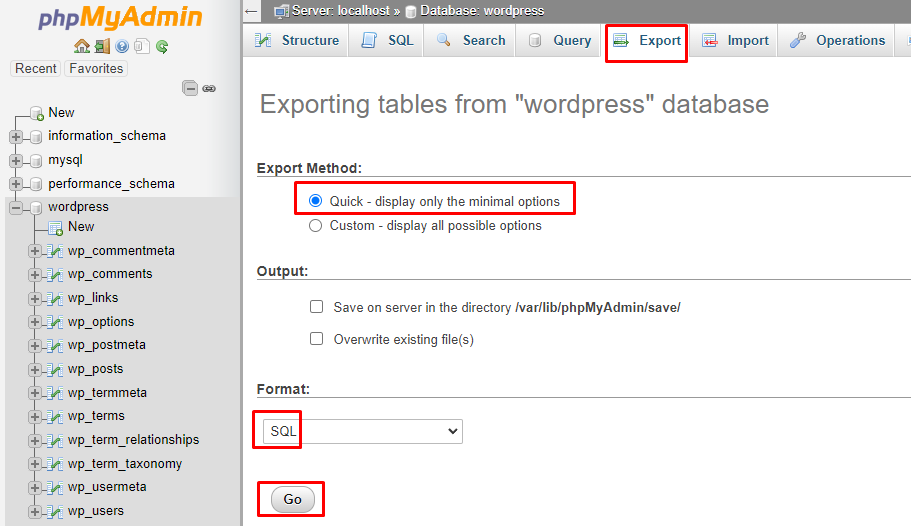 phpMyAdmin
Recent Favorites
New
information_schema
mysql
performance_schema
wordpress
New
wp_commentmeta
wp_comments
wp_links
wp_options
wp_postmeta
wp_posts
wp_termmeta
wp_terms
wp_term_relationships
wp_term_taxonomy
wp_usermeta
wp_users
Server: localhost » Database: wordpress
Structure SQL Search Query Export Import Operations
Exporting tables from "wordpress" database
Export Method:
Quick - display only the minimal options
Custom - display all possible options
Output:
Save on server in the directory /var/lib/phpMyAdmin/save/
Overwrite existing file(s)
Format:
SQL
Go